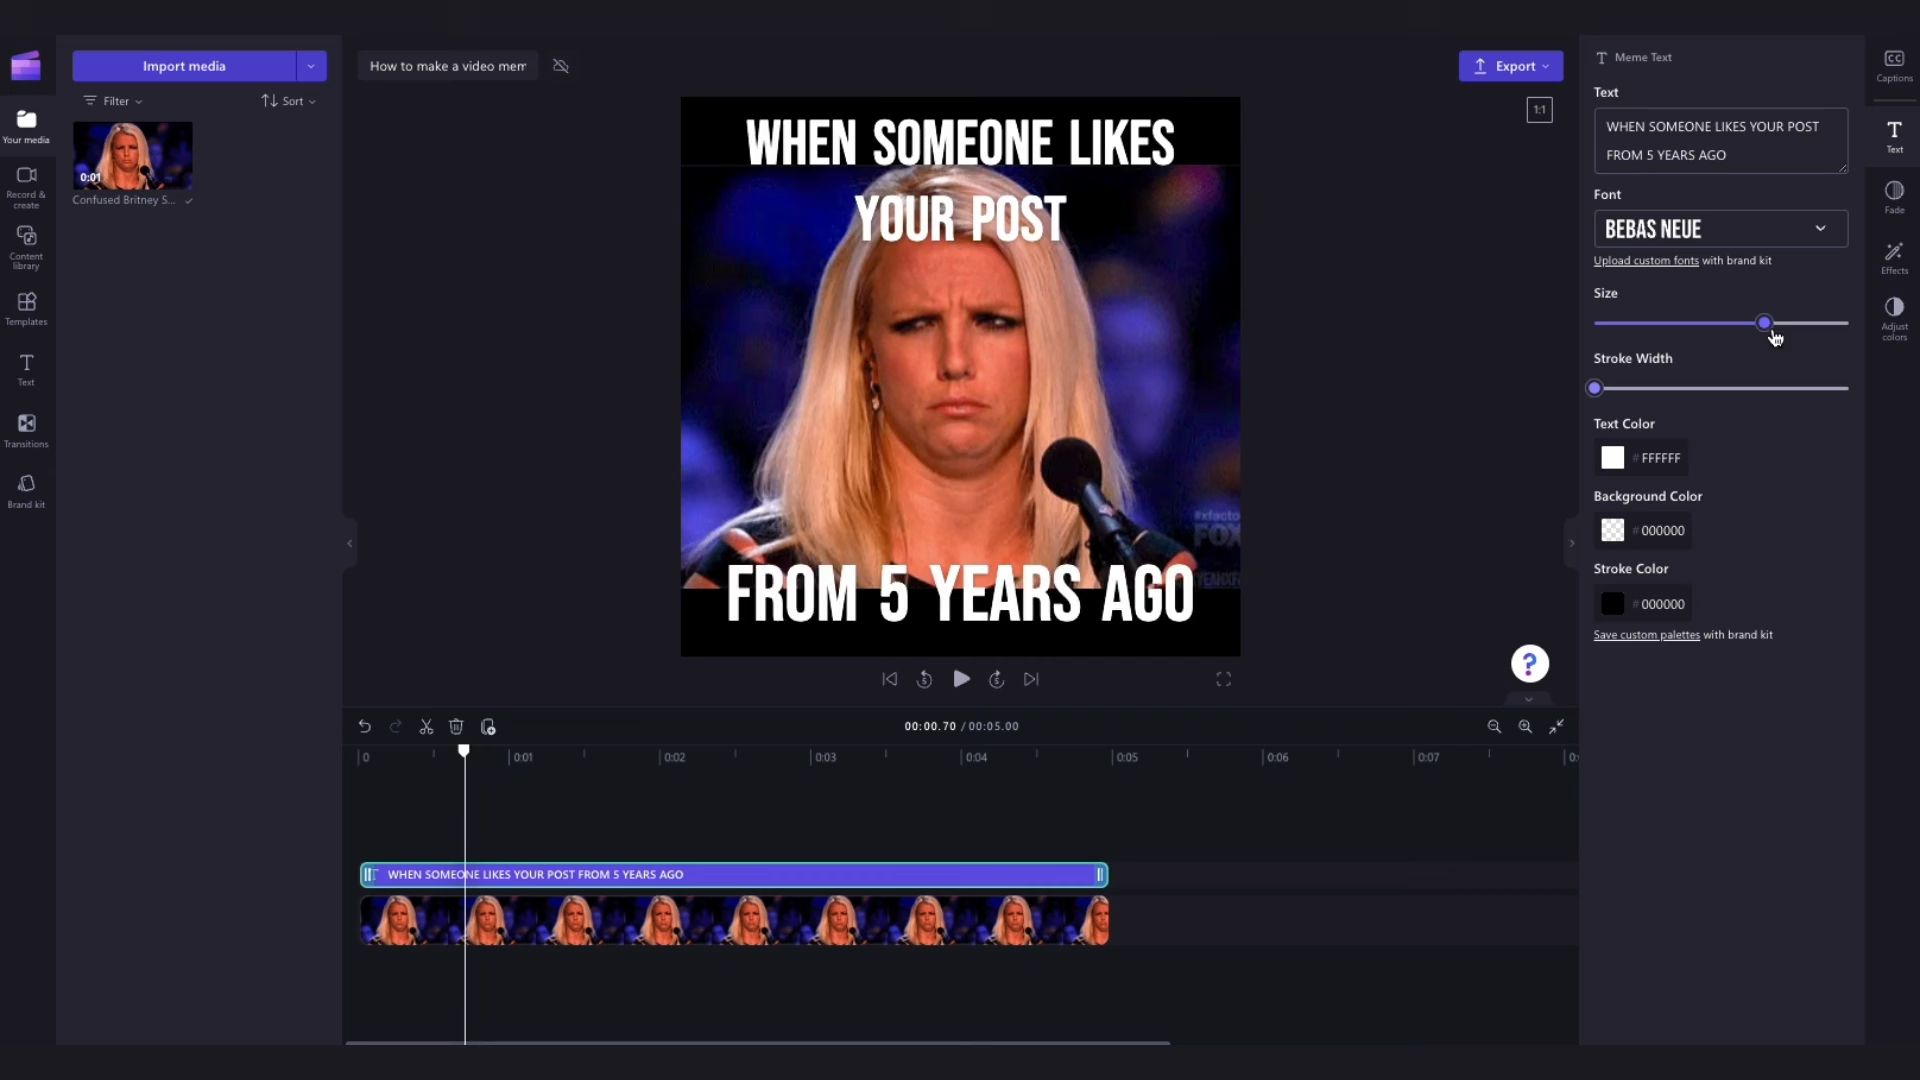 Import media
How to make a video mem
Export
Meme Text
Captions
Filter
Sort
1:1
Text
Your media
WHEN SOMEONE LIKES YOUR POST
FROM 5 YEARS AGO
Text
0:01
Confused Britney S...
Record &
create
Font
BEBAS NEUE
Fade
Upload custom fonts with brand kit
Content
library
Effects
Size
Templates
Adjust
colors
Stroke Width
Text
Text Color
# FFFFFF
Transitions
Background Color
# 000000
Brand kit
Stroke Color
# 000000
Save custom palettes with brand kit
WHEN SOMEONE LIKES
YOUR POST
#xfacto
FOX
FROM 5 YEARS AGO
5
5
?
00:00.70 / 00:05.00
0
0:01
0:02
0:03
0:04
0:05
0:06
0:07
0:
WHEN SOMEONE LIKES YOUR POST FROM 5 YEARS AGO